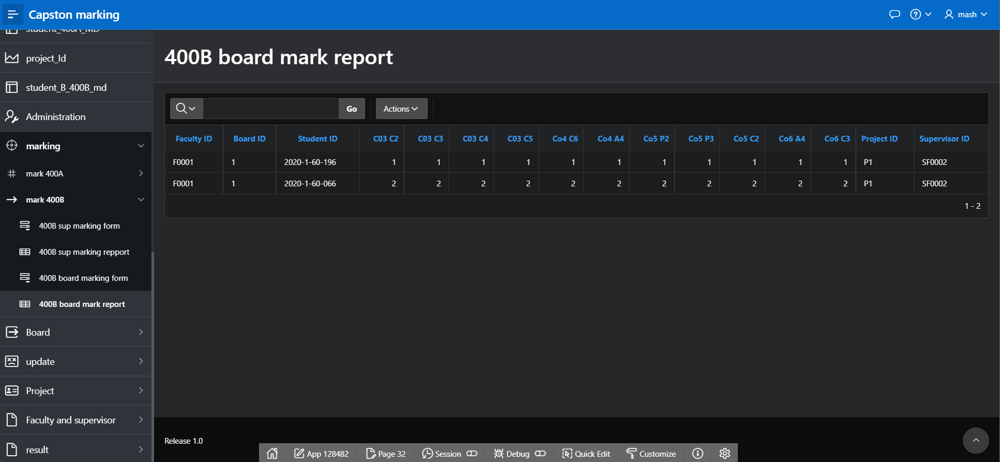 Capston marking
mash
student_400A_MD
project_Id
student_B_400B_md
Administration
marking
mark 400A
mark 400B
400B sup marking form
400B sup marking repport
400B board marking form
400B board mark report
Board
update
Project
Faculty and supervisor
result
400B board mark report
Go
Actions
Faculty ID Board ID Student ID C03 C2 C03 C3 C03 C4 C03 C5 Co4 C6 Co4 A4 Co5 P2 Co5 P3 Co5 C2 Co6 A4 Co6 C3 Project ID Supervisor ID
F0001 1 2020-1-60-196 1 1 1 1 1 1 1 1 1 1 1 P1 SF0002
F0001 1 2020-1-60-066 2 2 2 2 2 2 2 2 2 2 2 P1 SF0002
1 - 2
Release 1.0
App 128482 Page 32 Session Debug Quick Edit Customize